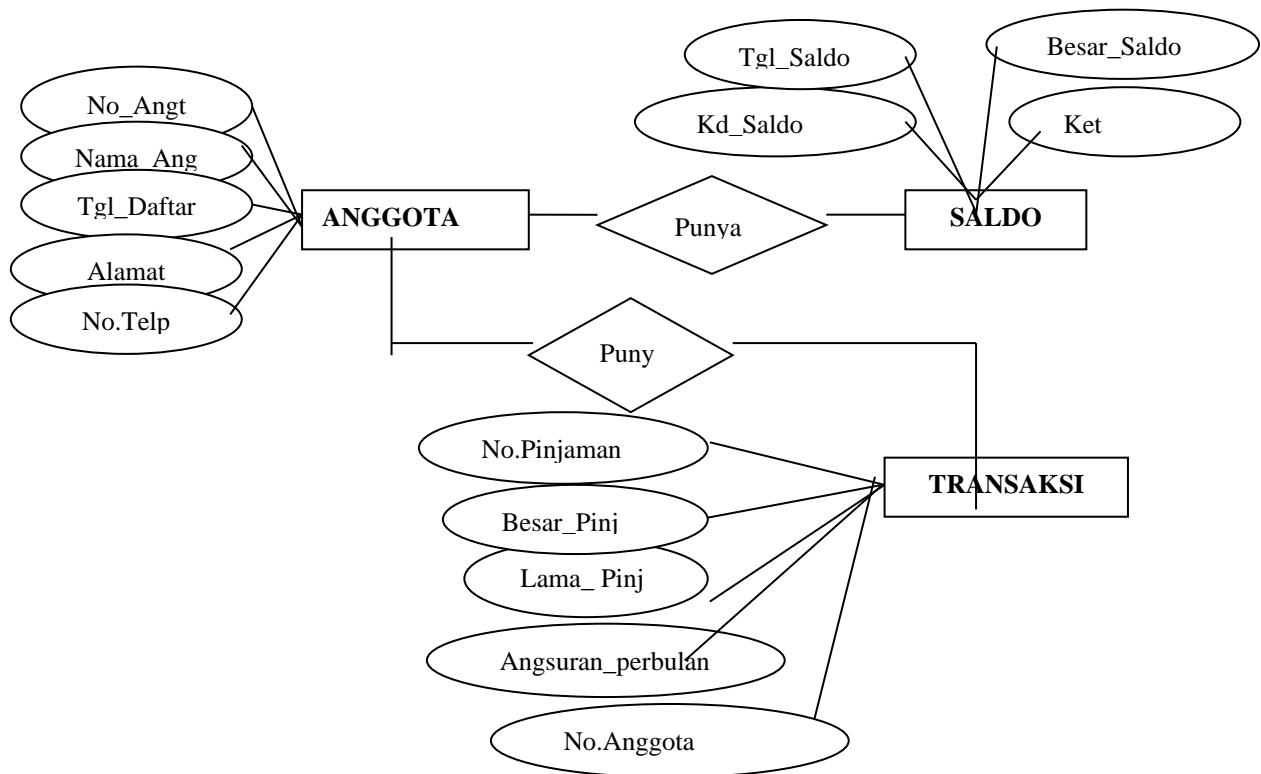 Tgl_Saldo
Besar_Saldo
No_Angt
Kd_Saldo
Ket
Nama_Ang
Tgl_Daftar
ANGGOTA
Punya
SALDO
Alamat
No.Telp
Puny
No.Pinjaman
TRANSAKSI
Besar_Pinj
Lama_ Pinj
Angsuran_perbulan
No.Anggota